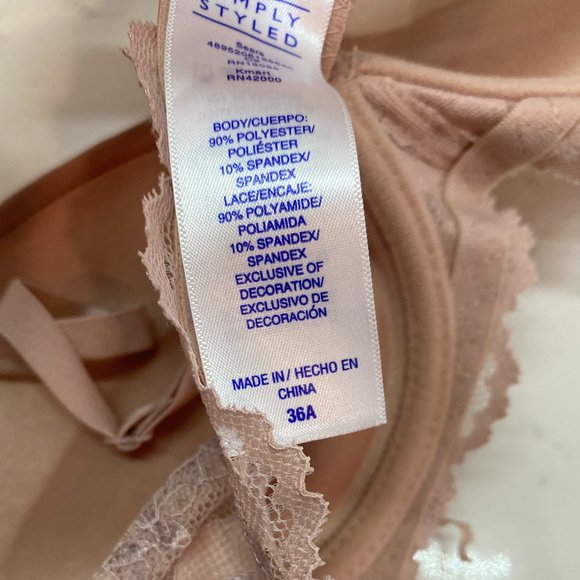 STYLED
Sears
Kmart
RN42000
BODY/CUERPO:
90% POLYESTER/
POLIÉSTER
10% SPANDEX/
SPANDEX
LACE/ENCAJE:
90% POLYAMIDE/
POLIAMIDA
10% SPANDEX/
SPANDEX
EXCLUSIVE OF
DECORATION/
EXCLUSIVO DE
DECORACIÓN
MADE IN / HECHO EN
CHINA
36A